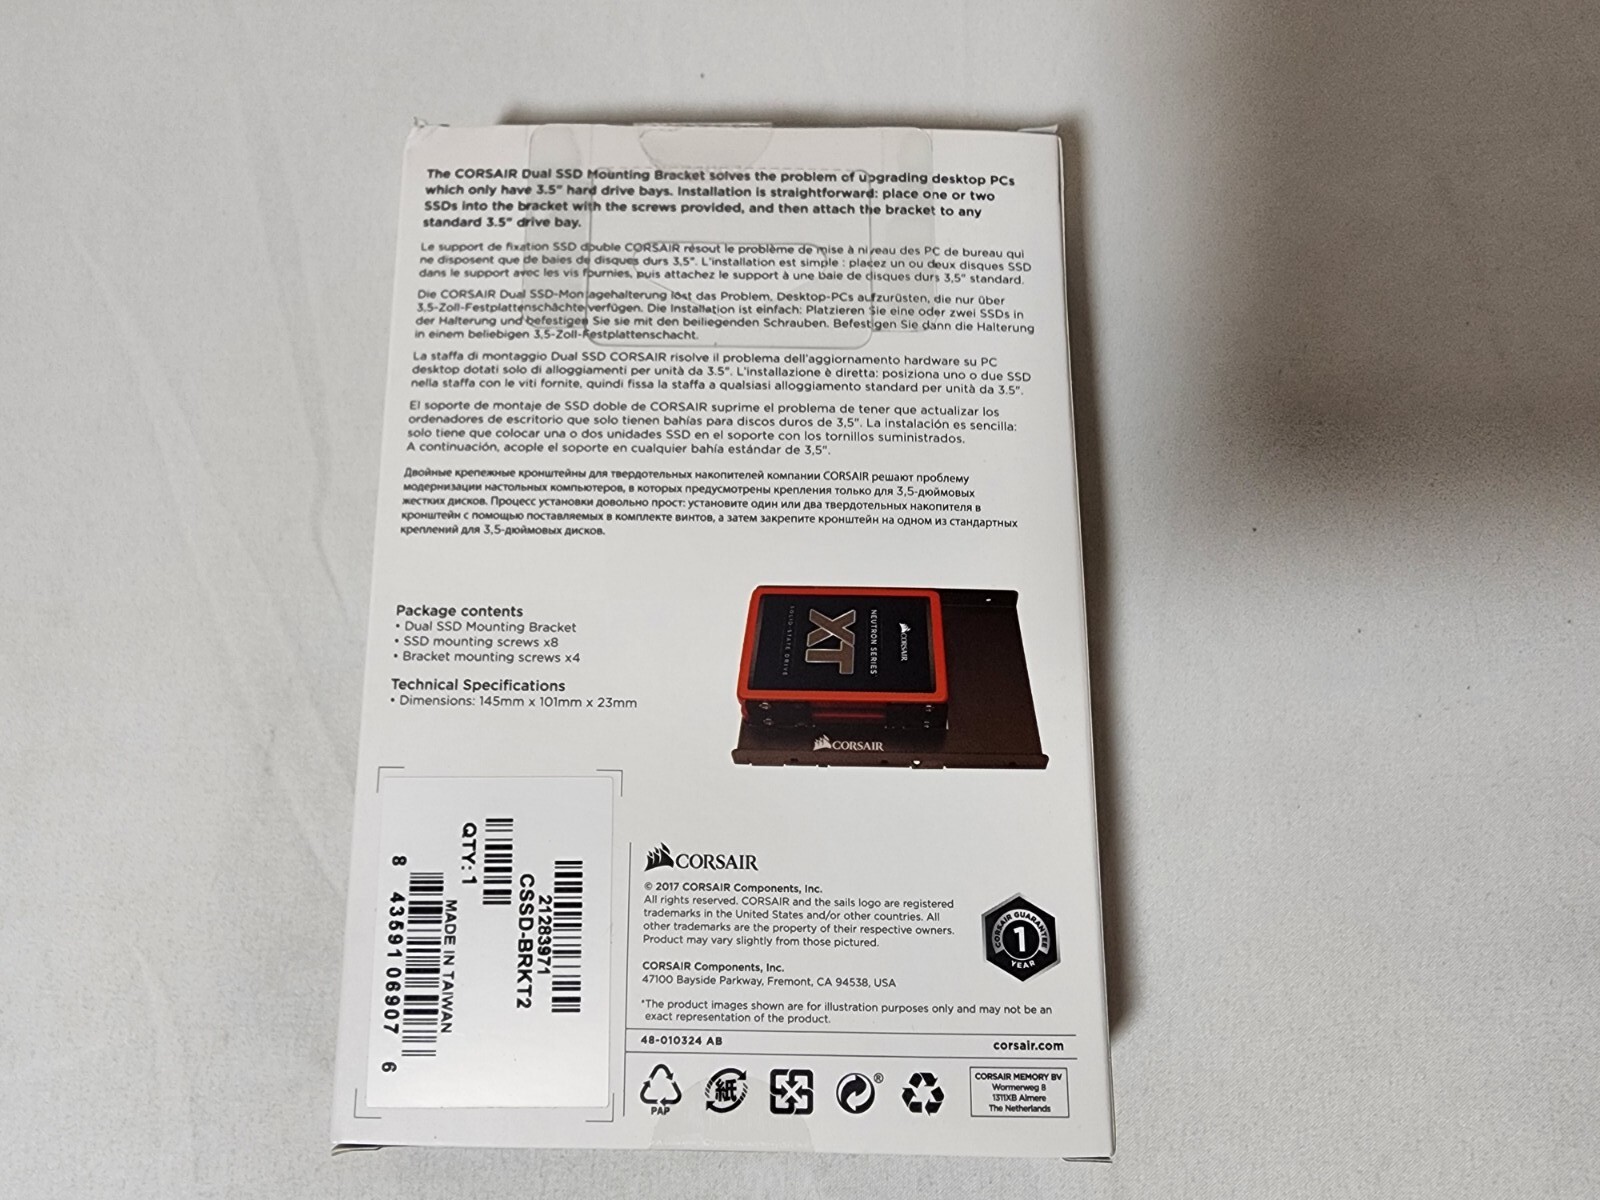 The CORSAIR Dual SSD Mounting Bracket solves the problem of upgrading desktop PCs
which only have 3.5" hard drive bays. Installation is straightforward: place one or two
SSDs into the bracket with the screws provided, and then attach the bracket to any
standard 3.5" drive bay.
Le support de fixation SSD double CORSAIR résout le problème de mise à niveau des PC de bureau qui
ne disposent que de baies de disques durs 3,5". L'installation est simple : placez un ou deux disques SSD
dans le support avec les vis fournies, puis attachez le support à une baie de disques durs 3,5" standard.
Die CORSAIR Dual SSD-Montagehalterung löst das Problem, Desktop-PCs aufzurüsten, die nur über
3,5-Zoll-Festplattenschächte verfügen. Die Installation ist einfach: Platzieren Sie eine oder zwei SSDs in
der Halterung und befestigen Sie sie mit den beiliegenden Schrauben. Befestigen Sie dann die Halterung
in einem beliebigen 3,5-Zoll-Festplattenschacht.
La staffa di montaggio Dual SSD CORSAIR risolve il problema dell'aggiornamento hardware su PC
desktop dotati solo di alloggiamenti per unità da 3.5". L'installazione è diretta: posiziona uno o due SSD
nella staffa con le viti fornite, quindi fissa la staffa a qualsiasi alloggiamento standard per unità da 3.5".
El soporte de montaje de SSD doble de CORSAIR suprime el problema de tener que actualizar los
ordenadores de escritorio que solo tienen bahías para discos duros de 3,5". La instalación es sencilla:
solo tiene que colocar una o dos unidades SSD en el soporte con los tornillos suministrados.
A continuación, acople el soporte en cualquier bahía estándar de 3,5".
Двойные крепежные кронштейны для твердотельных накопителей компании CORSAIR решают проблему
модернизации настольных компьютеров, в которых предусмотрены крепления только для 3,5-дюймовых
жестких дисков. Процесс установки довольно прост: установите один или два твердотельных накопителя в
кронштейн с помощью поставляемых в комплекте винтов, а затем закрепите кронштейн на одном из стандартных
креплений для 3,5-дюймовых дисков.
Package contents
• Dual SSD Mounting Bracket
• SSD mounting screws x8
• Bracket mounting screws x4
Technical Specifications
• Dimensions: 145mm x 101mm x 23mm
CORSAIR
NEUTRON SERIES
XT
SOLID-STATE DRIVE
CORSAIR
21283971
CSSD-BRKT2
QTY: 1
MADE IN TAIWAN
8 43591 06907 6
CORSAIR
© 2017 CORSAIR Components, Inc.
All rights reserved. CORSAIR and the sails logo are registered
trademarks in the United States and/or other countries. All
other trademarks are the property of their respective owners.
Product may vary slightly from those pictured.
CORSAIR Components, Inc.
47100 Bayside Parkway, Fremont, CA 94538, USA
*The product images shown are for illustration purposes only and may not be an
exact representation of the product.
CORSAIR GUARANTEE
1
YEAR
48-010324 AB
corsair.com
PAP
紙
®
CORSAIR MEMORY BV
Wormerweg 8
1311XB Almere
The Netherlands